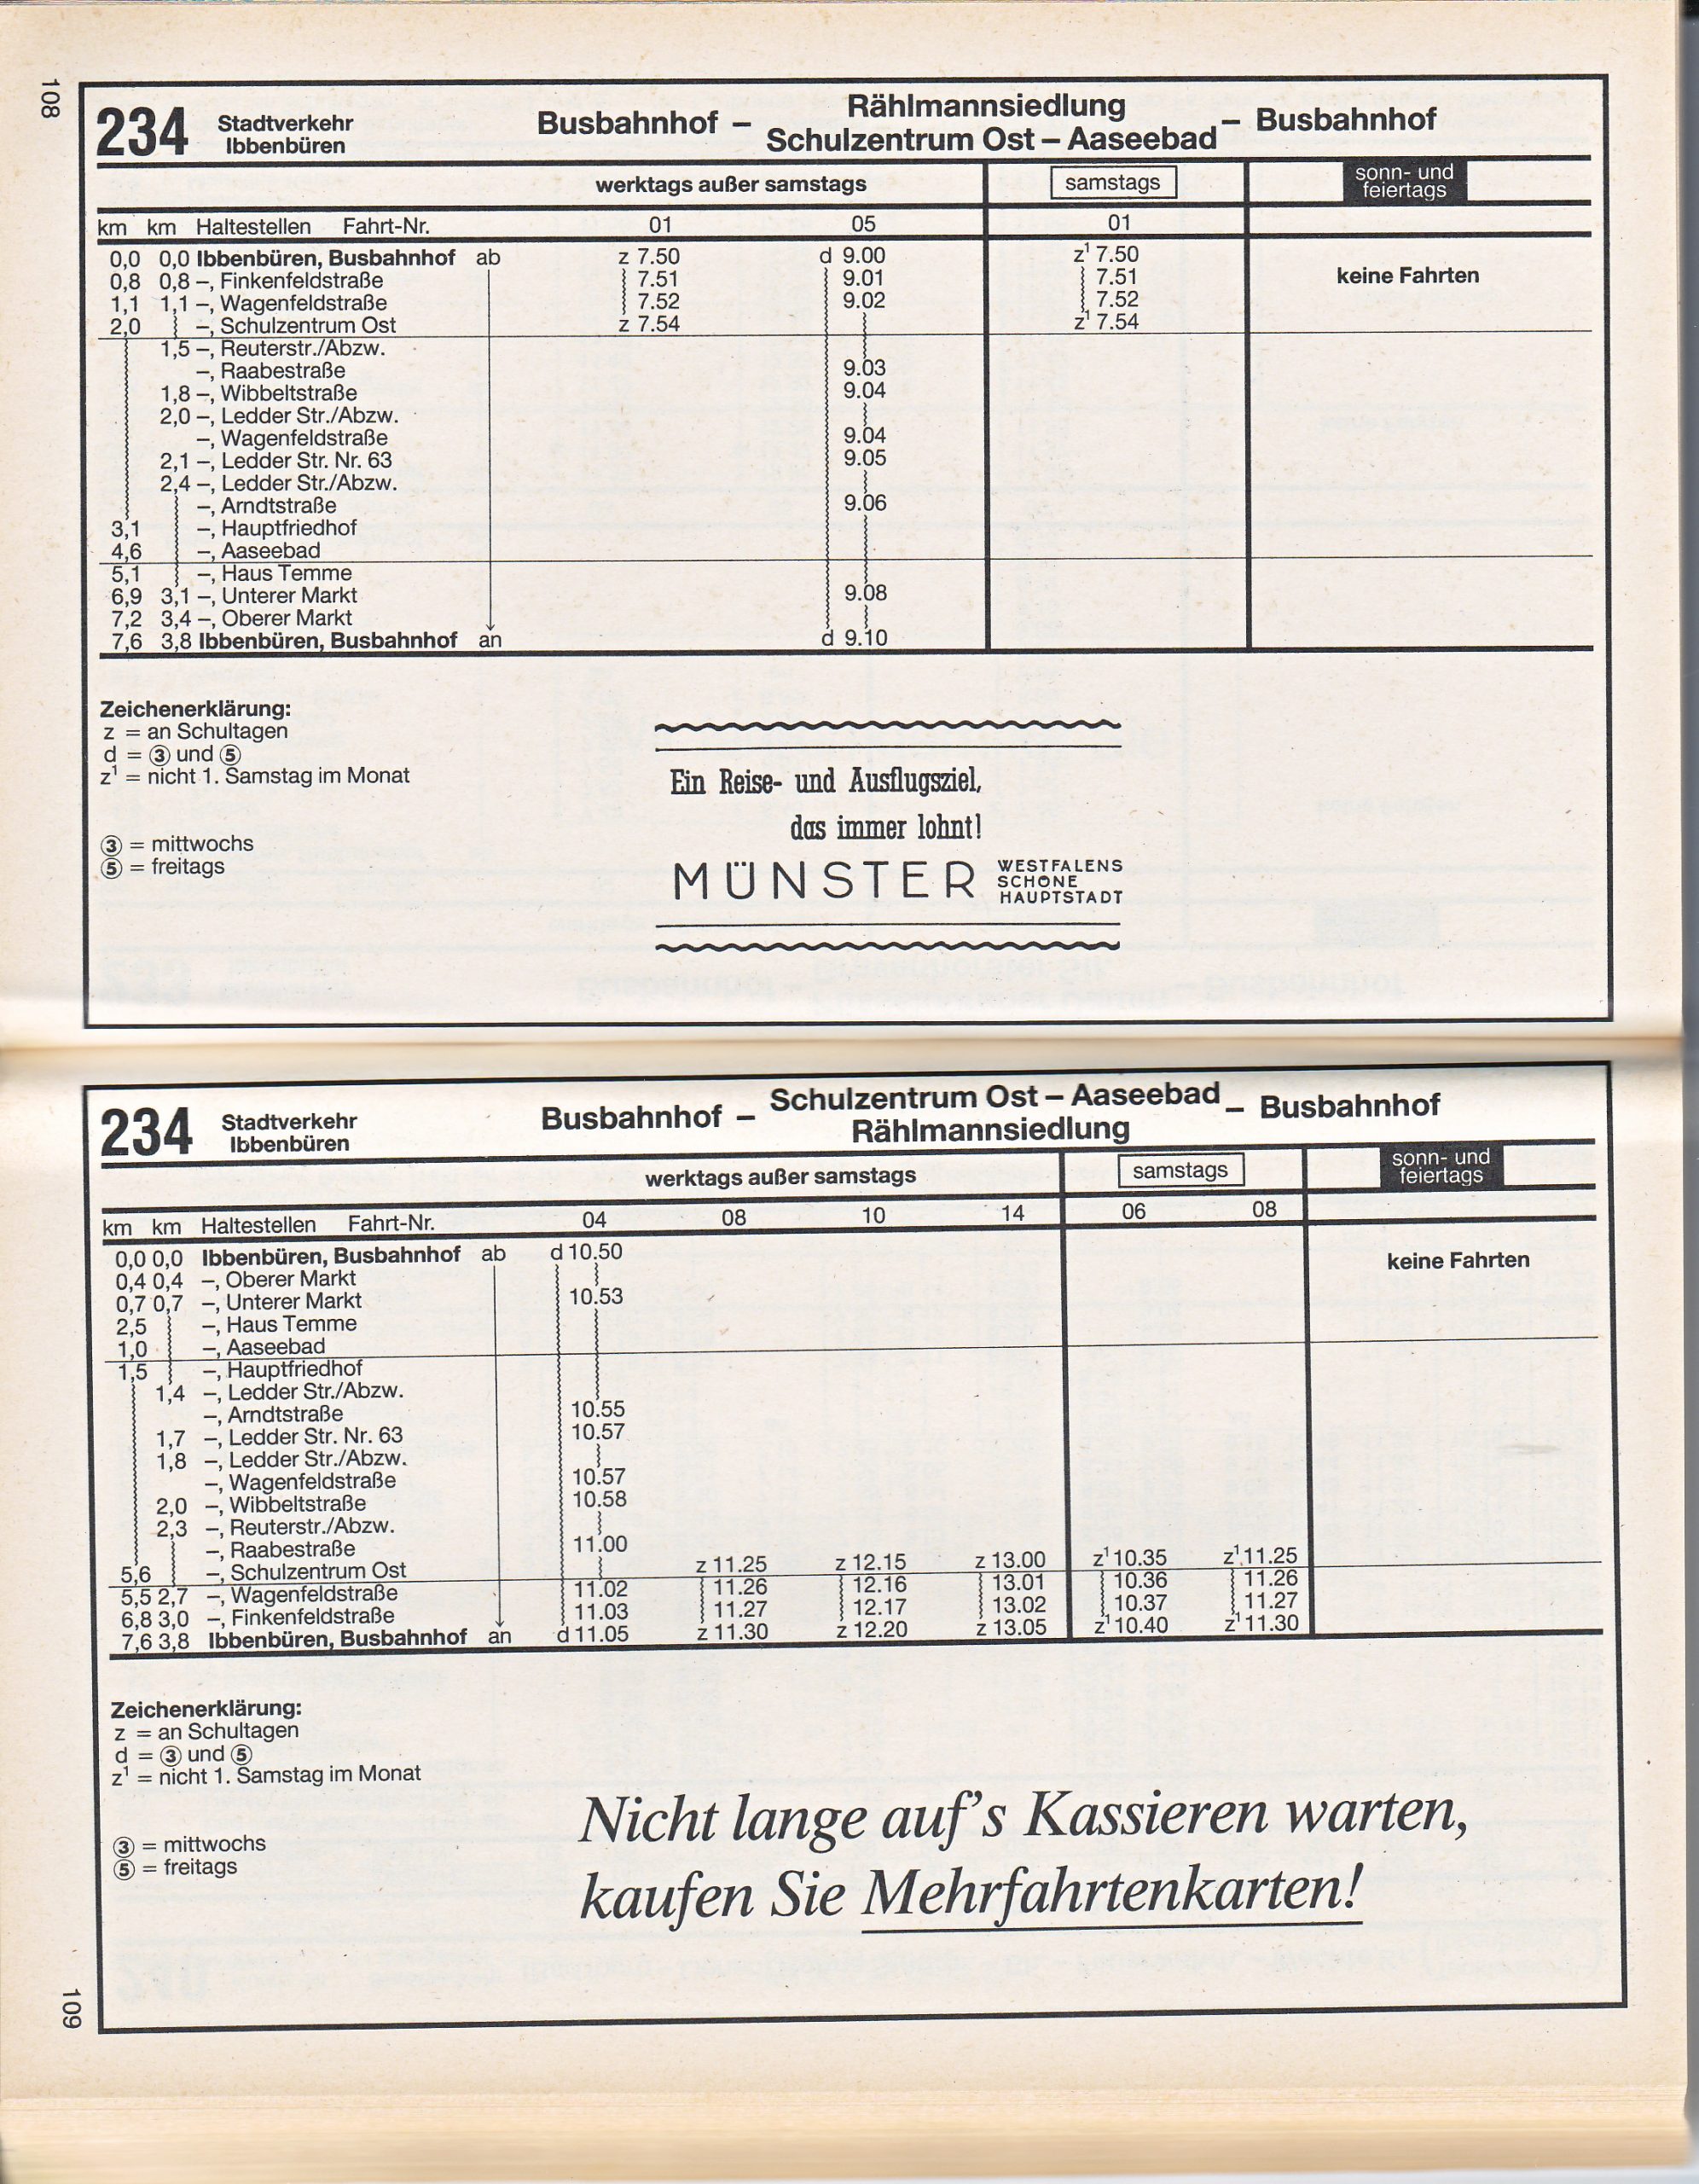 108
234 Stadtverkehr Ibbenbüren Busbahnhof – Rählmannsiedlung Schulzentrum Ost – Aaseebad – Busbahnhof
werktags außer samstags samstags sonn- und feiertags
km km Haltestellen Fahrt-Nr. 01 05 01
0,0 0,0 Ibbenbüren, Busbahnhof ab z 7.50 d 9.00 z¹ 7.50
0,8 0,8 –, Finkenfeldstraße 7.51 9.01 7.51 keine Fahrten
1,1 1,1 –, Wagenfeldstraße 7.52 9.02 7.52
2,0 –, Schulzentrum Ost z 7.54 z¹ 7.54
1,5 –, Reuterstr./Abzw.
–, Raabestraße 9.03
1,8 –, Wibbeltstraße 9.04
2,0 –, Ledder Str./Abzw.
–, Wagenfeldstraße 9.04
2,1 –, Ledder Str. Nr. 63 9.05
2,4 –, Ledder Str./Abzw.
–, Arndtstraße 9.06
3,1 –, Hauptfriedhof
4,6 –, Aaseebad
5,1 –, Haus Temme
6,9 3,1 –, Unterer Markt 9.08
7,2 3,4 –, Oberer Markt
7,6 3,8 Ibbenbüren, Busbahnhof an d 9.10
Zeichenerklärung:
z = an Schultagen
d = ③ und ⑤
z¹ = nicht 1. Samstag im Monat
③ = mittwochs
⑤ = freitags
Ein Reise- und Ausflugsziel,
das immer lohnt!
MÜNSTER WESTFALENS SCHÖNE HAUPTSTADT
234 Stadtverkehr Ibbenbüren Busbahnhof – Schulzentrum Ost – Aaseebad Rählmannsiedlung – Busbahnhof
werktags außer samstags samstags sonn- und feiertags
km km Haltestellen Fahrt-Nr. 04 08 10 14 06 08
0,0 0,0 Ibbenbüren, Busbahnhof ab d 10.50 keine Fahrten
0,4 0,4 –, Oberer Markt
0,7 0,7 –, Unterer Markt 10.53
2,5 –, Haus Temme
1,0 –, Aaseebad
1,5 –, Hauptfriedhof
1,4 –, Ledder Str./Abzw.
–, Arndtstraße 10.55
1,7 –, Ledder Str. Nr. 63 10.57
1,8 –, Ledder Str./Abzw.
–, Wagenfeldstraße 10.57
2,0 –, Wibbeltstraße 10.58
2,3 –, Reuterstr./Abzw.
–, Raabestraße 11.00
5,6 –, Schulzentrum Ost z 11.25 z 12.15 z 13.00 z¹ 10.35 z¹ 11.25
5,5 2,7 –, Wagenfeldstraße 11.02 11.26 12.16 13.01 10.36 11.26
6,8 3,0 –, Finkenfeldstraße 11.03 11.27 12.17 13.02 10.37 11.27
7,6 3,8 Ibbenbüren, Busbahnhof an d 11.05 z 11.30 z 12.20 z 13.05 z¹ 10.40 z¹ 11.30
Zeichenerklärung:
z = an Schultagen
d = ③ und ⑤
z¹ = nicht 1. Samstag im Monat
③ = mittwochs
⑤ = freitags
Nicht lange auf's Kassieren warten,
kaufen Sie Mehrfahrtenkarten!
109